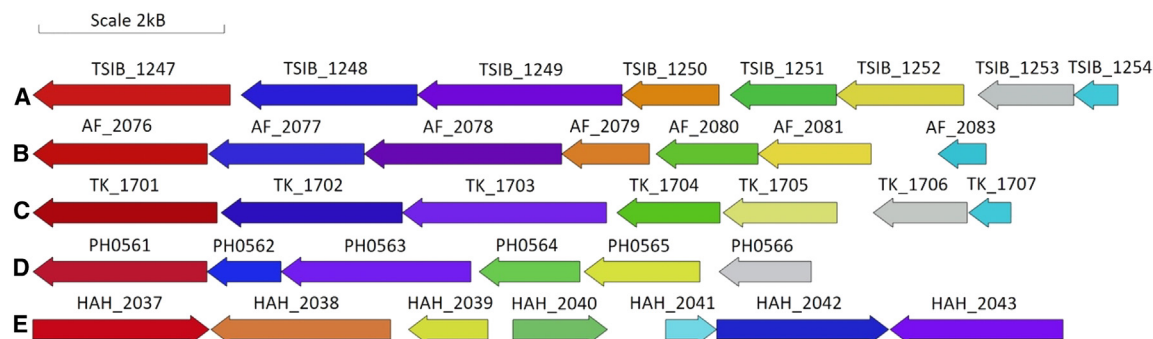 Scale 2kB
TSIB_1247 TSIB_1248 TSIB_1249 TSIB_1250 TSIB_1251 TSIB_1252 TSIB_1253 TSIB_1254
A
AF_2076 AF_2077 AF_2078 AF_2079 AF_2080 AF_2081 AF_2083
B
TK_1701 TK_1702 TK_1703 TK_1704 TK_1705 TK_1706 TK_1707
C
PH0561 PH0562 PH0563 PH0564 PH0565 PH0566
D
HAH_2037 HAH_2038 HAH_2039 HAH_2040 HAH_2041 HAH_2042 HAH_2043
E